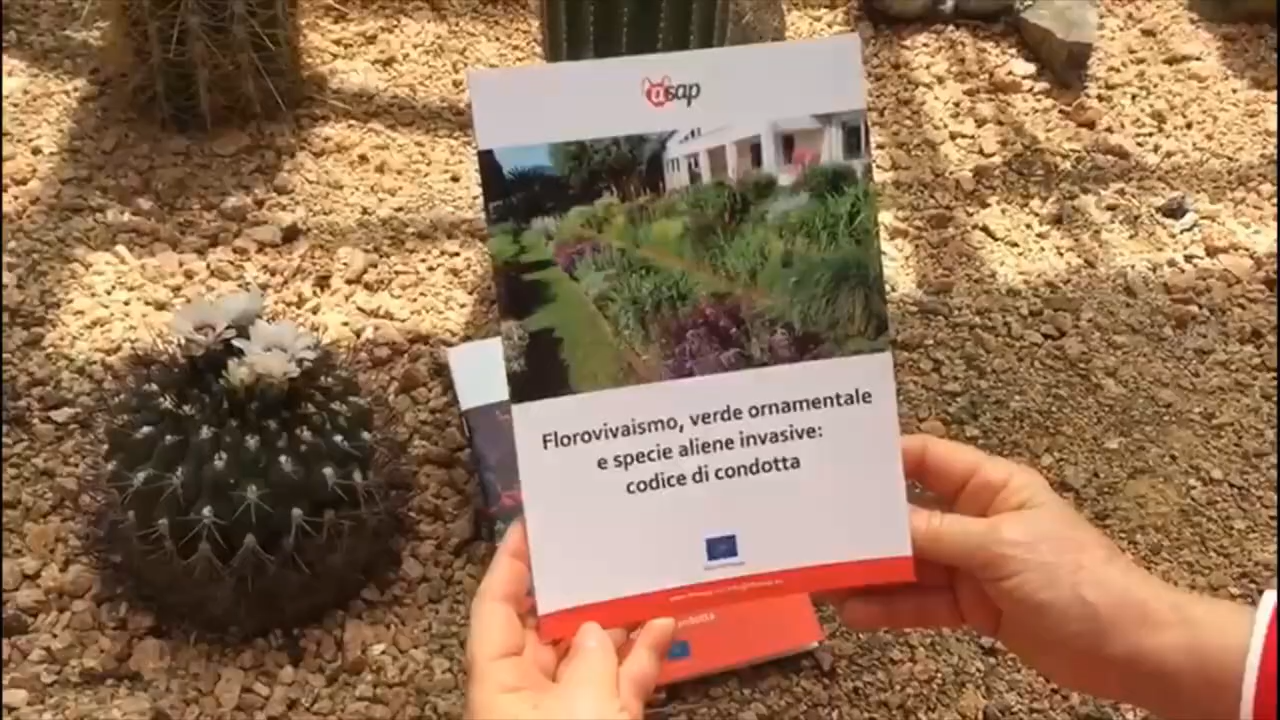 asap
Florovivaismo, verde ornamentale
e specie aliene invasive:
codice di condotta